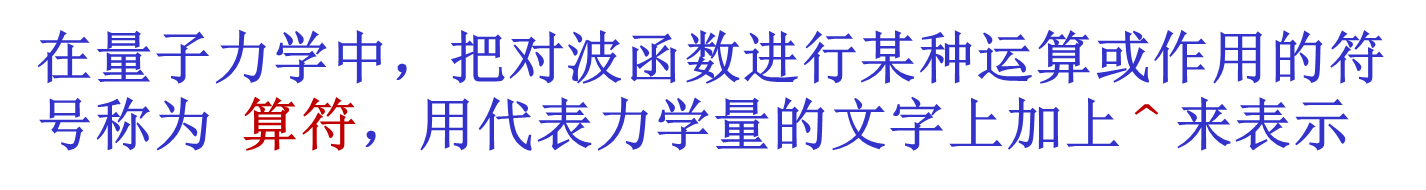 在量子力学中，把对波函数进行某种运算或作用的符
号称为 算符，用代表力学量的文字上加上 ^ 来表示